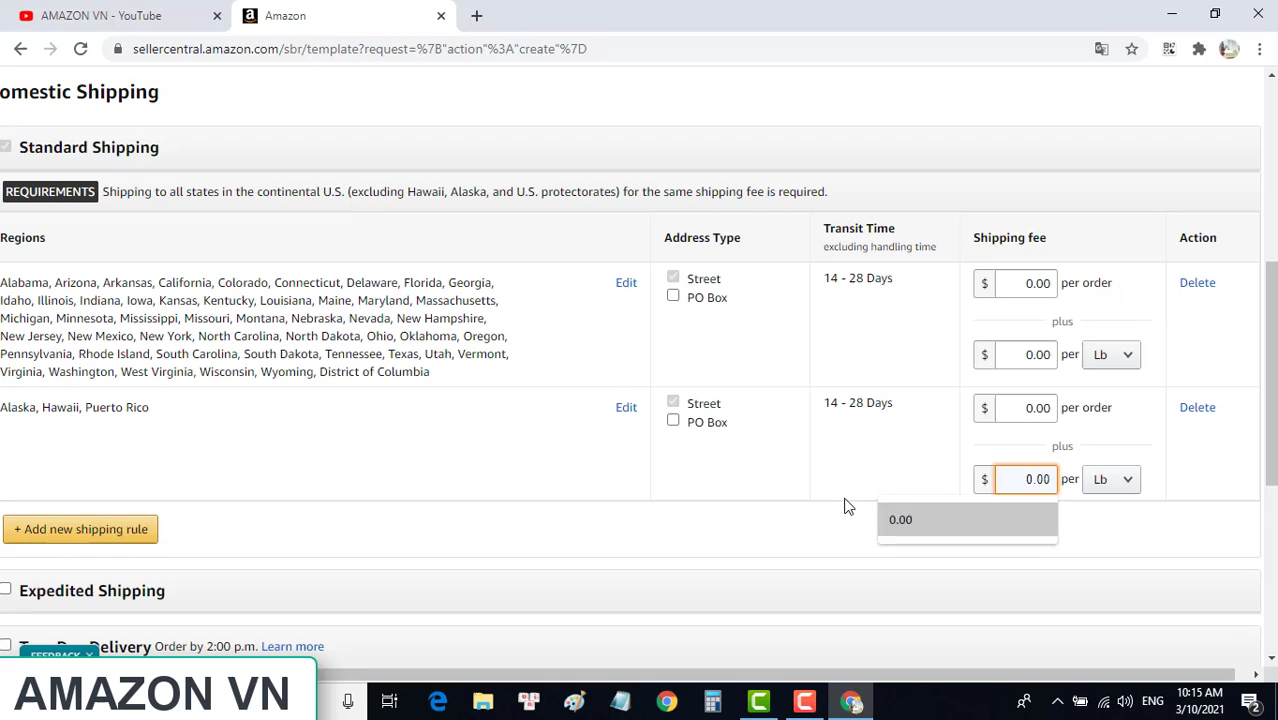 AMAZON VN - YouTube
a Amazon
sellercentral.amazon.com/sbr/template?request=%7B"action"%3A"create"%7D
omestic Shipping
Standard Shipping
REQUIREMENTS Shipping to all states in the continental U.S. (excluding Hawaii, Alaska, and U.S. protectorates) for the same shipping fee is required.
Regions Address Type Transit Time Shipping fee Action
excluding handling time
Alabama, Arizona, Arkansas, California, Colorado, Connecticut, Delaware, Florida, Georgia,
Idaho, Illinois, Indiana, Iowa, Kansas, Kentucky, Louisiana, Maine, Maryland, Massachusetts,
Michigan, Minnesota, Mississippi, Missouri, Montana, Nebraska, Nevada, New Hampshire,
New Jersey, New Mexico, New York, North Carolina, North Dakota, Ohio, Oklahoma, Oregon,
Pennsylvania, Rhode Island, South Carolina, South Dakota, Tennessee, Texas, Utah, Vermont,
Virginia, Washington, West Virginia, Wisconsin, Wyoming, District of Columbia
Edit
Street
PO Box
14 - 28 Days
$ 0.00 per order
plus
$ 0.00 per Lb
Delete
Alaska, Hawaii, Puerto Rico
Edit
Street
PO Box
14 - 28 Days
$ 0.00 per order
plus
$ 0.00 per Lb
Delete
0.00
+ Add new shipping rule
Expedited Shipping
Delivery Order by 2:00 p.m. Learn more
FEEDBACK
AMAZON VN
ENG
10:15 AM
3/10/2021
2